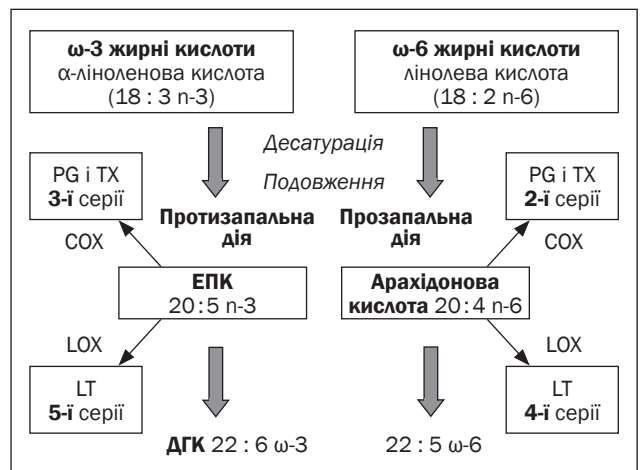 ω-3 жирні кислоти
α-ліноленова кислота
(18 : 3 n-3)
ω-6 жирні кислоти
лінолева кислота
(18 : 2 n-6)
Десатурація
Подовження
PG і TX
3-ї серії
COX
Протизапальна
дія
Прозапальна
дія
PG і TX
2-ї серії
COX
ЕПК
20 : 5 n-3
Арахідонова
кислота 20 : 4 n-6
LOX
LT
5-ї серії
LOX
LT
4-ї серії
ДГК 22 : 6 ω-3
22 : 5 ω-6